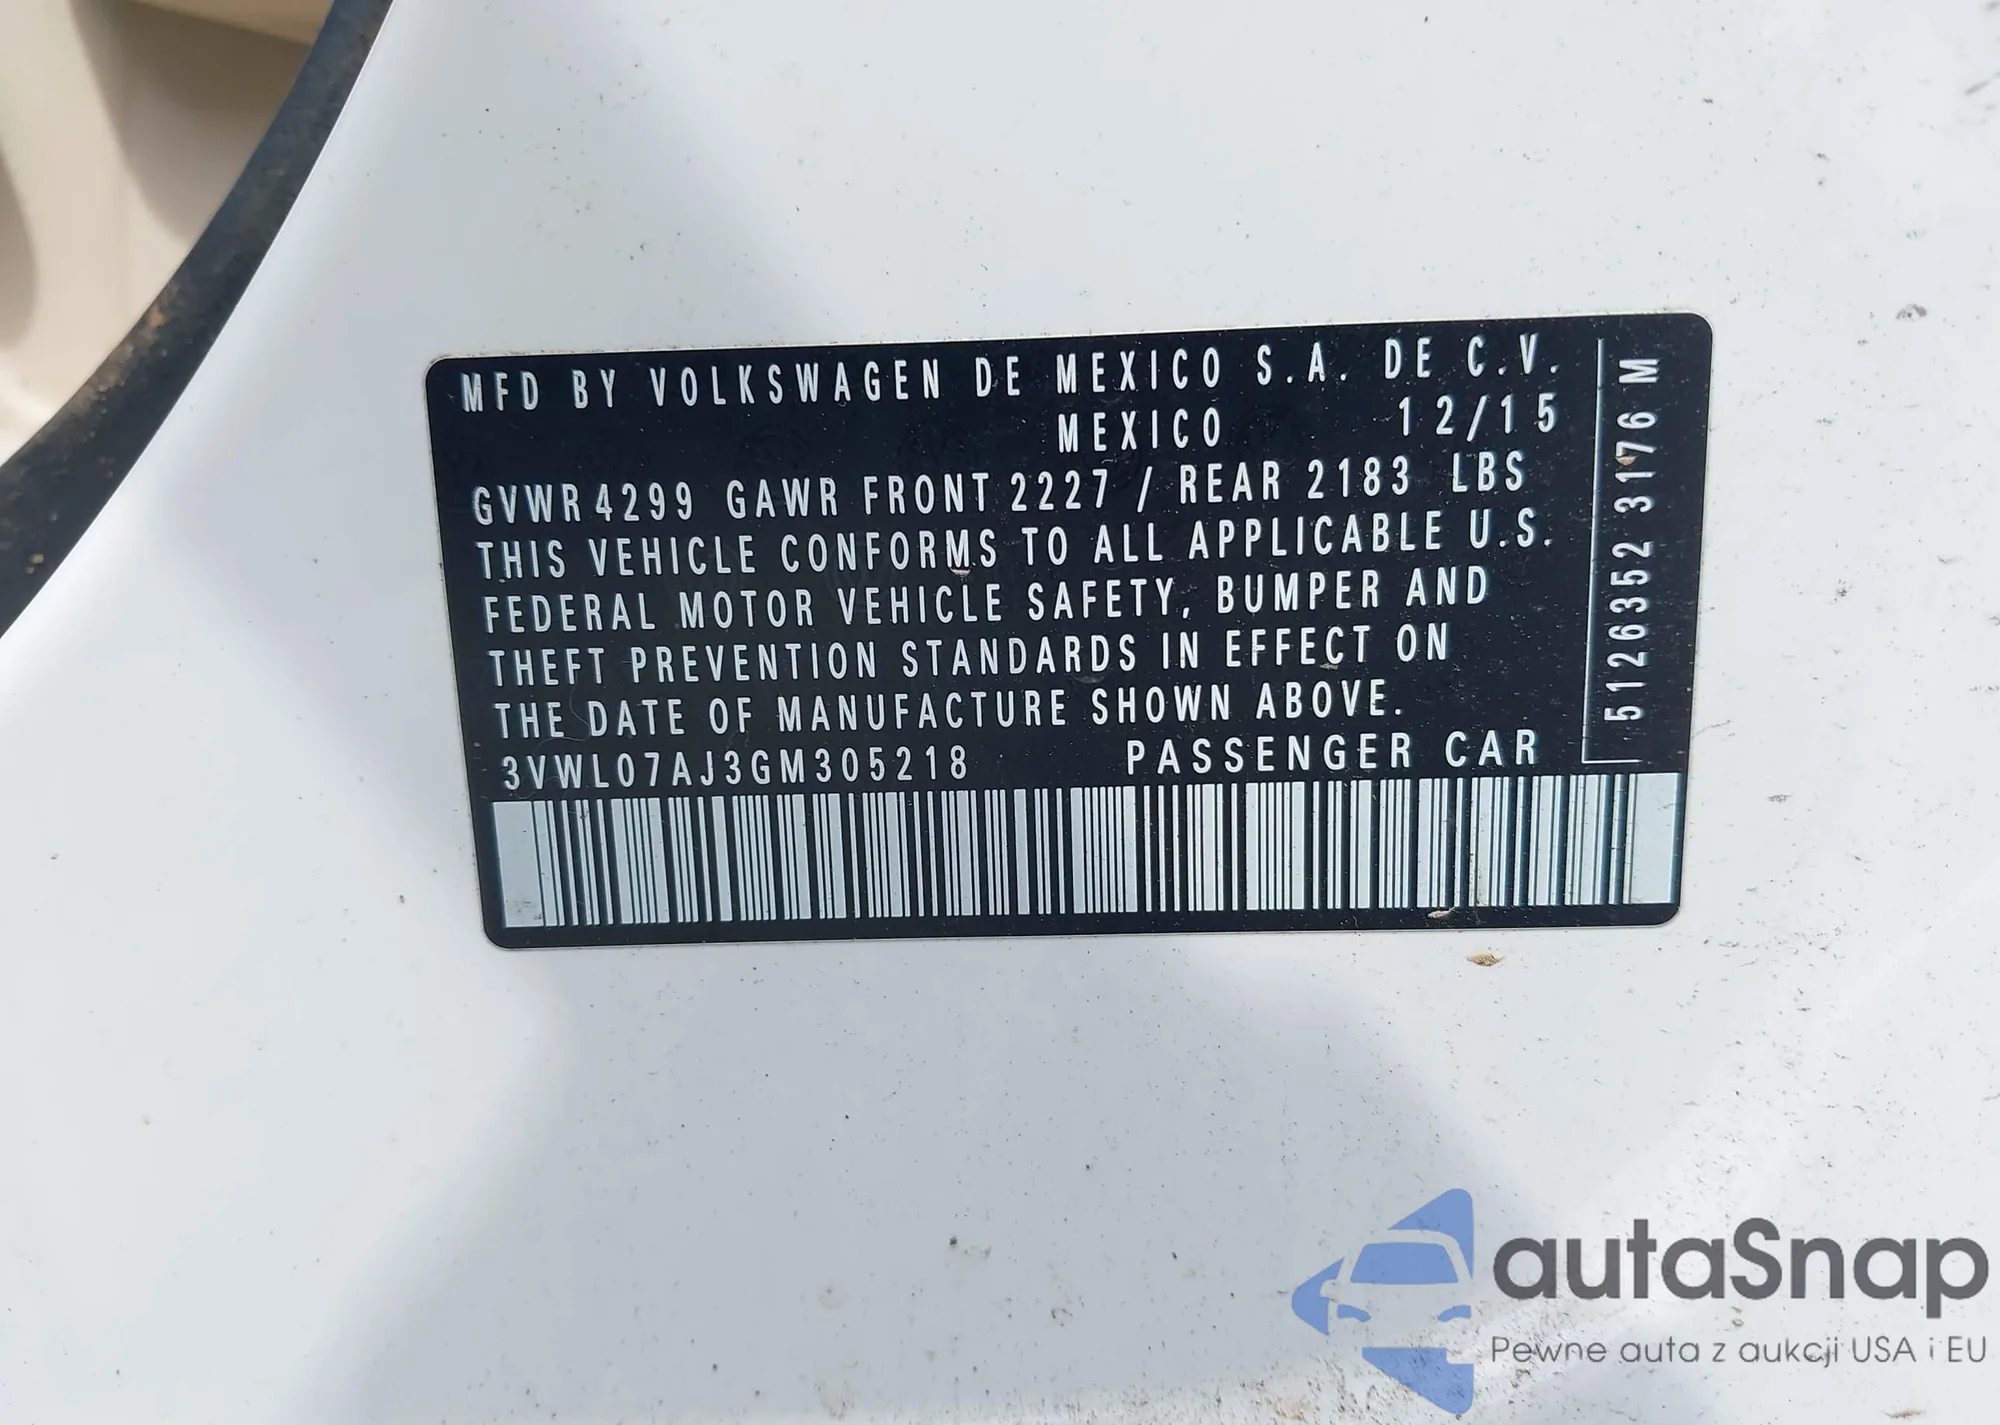 MFD BY VOLKSWAGEN DE MEXICO S.A. DE C.V.
MEXICO 12/15
GVWR 4299 GAWR FRONT 2227 / REAR 2183 LBS
THIS VEHICLE CONFORMS TO ALL APPLICABLE U.S.
FEDERAL MOTOR VEHICLE SAFETY, BUMPER AND
THEFT PREVENTION STANDARDS IN EFFECT ON
THE DATE OF MANUFACTURE SHOWN ABOVE.
3VWL07AJ3GM305218 PASSENGER CAR
5126352 3176 M
autaSnap
Pewne auta z aukcji USA i EU